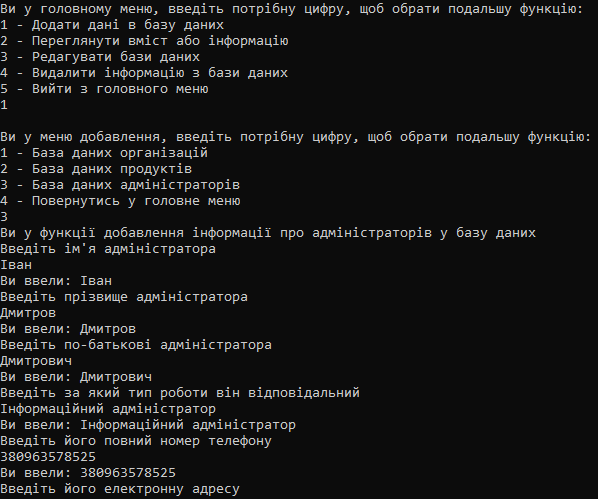 Ви у головному меню, введіть потрібну цифру, щоб обрати подальшу функцію:
1 - Додати дані в базу даних
2 - Переглянути вміст або інформацію
3 - Редагувати бази даних
4 - Видалити інформацію з бази даних
5 - Вийти з головного меню
1
Ви у меню добавлення, введіть потрібну цифру, щоб обрати подальшу функцію:
1 - База даних організацій
2 - База даних продуктів
3 - База даних адміністраторів
4 - Повернутись у головне меню
3
Ви у функції добавлення інформації про адміністраторів у базу даних
Введіть ім'я адміністратора
Іван
Ви ввели: Іван
Введіть прізвище адміністратора
Дмитров
Ви ввели: Дмитров
Введіть по-батькові адміністратора
Дмитрович
Ви ввели: Дмитрович
Введіть за який тип роботи він відповідальний
Інформаційний адміністратор
Ви ввели: Інформаційний адміністратор
Введіть його повний номер телефону
380963578525
Ви ввели: 380963578525
Введіть його електронну адресу